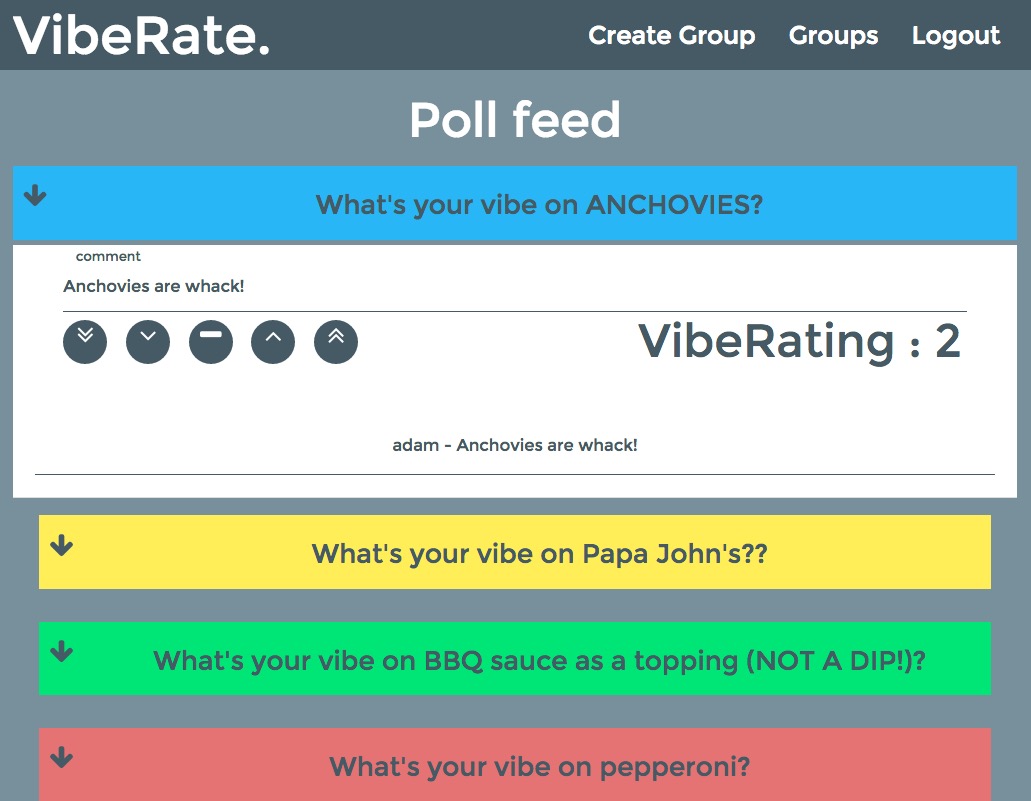 VibeRate.
Create Group Groups Logout
Poll feed
What's your vibe on ANCHOVIES?
comment
Anchovies are whack!
VibeRating : 2
adam - Anchovies are whack!
What's your vibe on Papa John's??
What's your vibe on BBQ sauce as a topping (NOT A DIP!)?
What's your vibe on pepperoni?